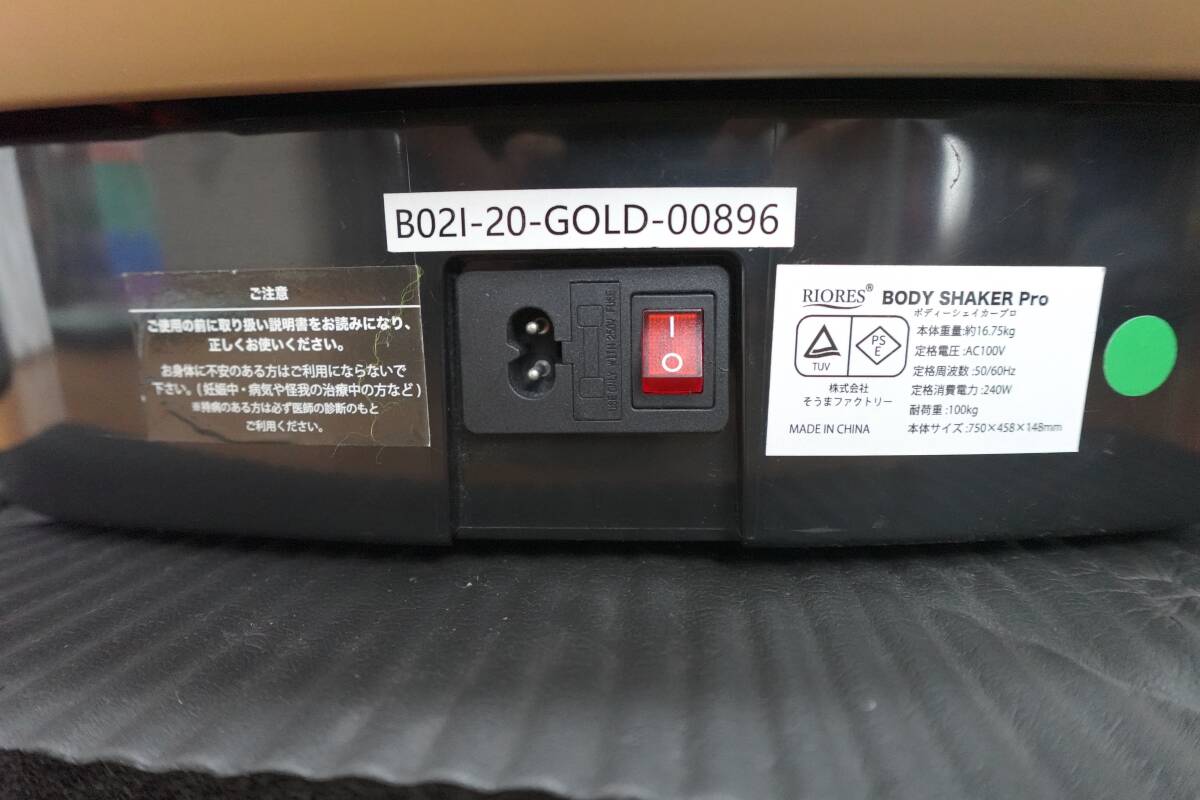 B02I-20-GOLD-00896
ご注意
ご使用の前に取り扱い説明書をお読みになり、
正しくお使いください。
お身体に不安のある方はご利用にならないで
下さい。(妊娠中・病気や怪我の治療中の方など)
※持病のある方は必ず医師の診断のもと
ご利用ください。
USE ONLY WITH 250V FUSE
I
O
RIORES® BODY SHAKER Pro
ボディーシェイカープロ
TUV
PS
E
株式会社
そうまファクトリー
MADE IN CHINA
本体重量:約16.75kg
定格電圧:AC100V
定格周波数:50/60Hz
定格消費電力:240W
耐荷重:100kg
本体サイズ:750×458×148mm